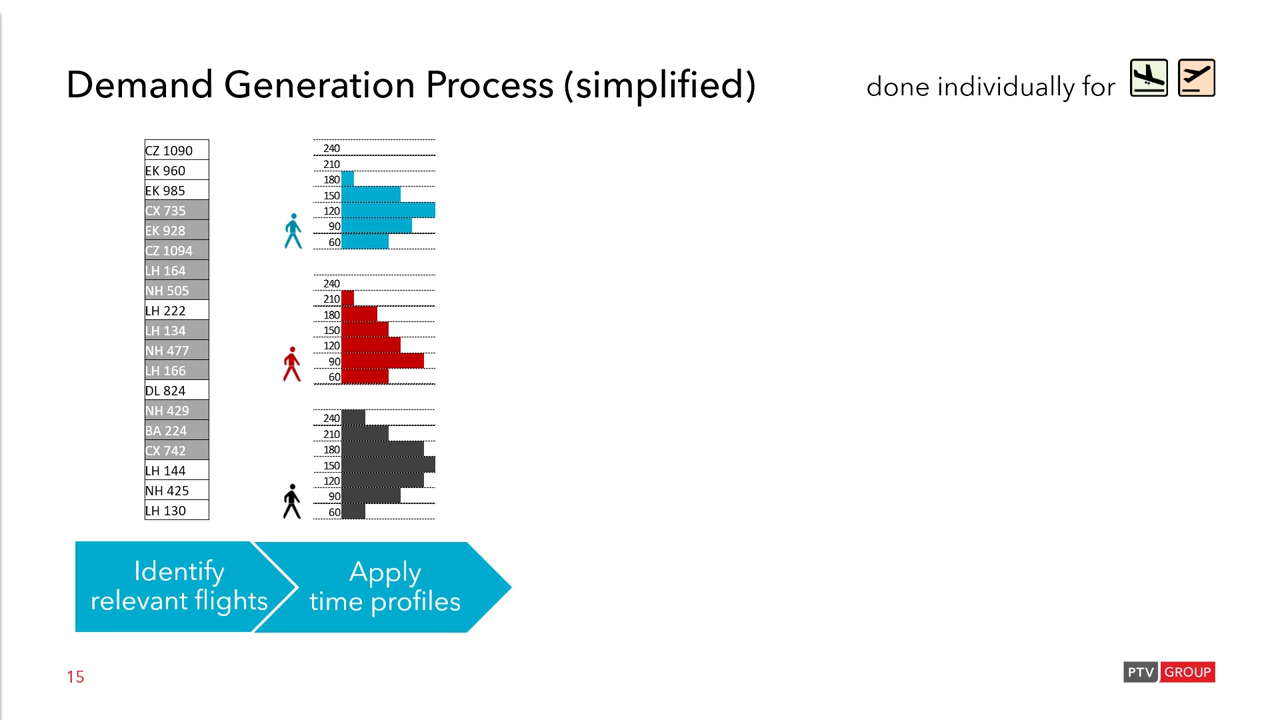 Demand Generation Process (simplified)
done individually for
CZ 1090
EK 960
EK 985
CX 735
EK 928
CZ 1094
LH 164
NH 505
LH 222
LH 134
NH 477
LH 166
DL 824
NH 429
BA 224
CX 742
LH 144
NH 425
LH 130
240
210
180
150
120
90
60
240
210
180
150
120
90
60
240
210
180
150
120
90
60
Identify
relevant flights
Apply
time profiles
15
PTV GROUP